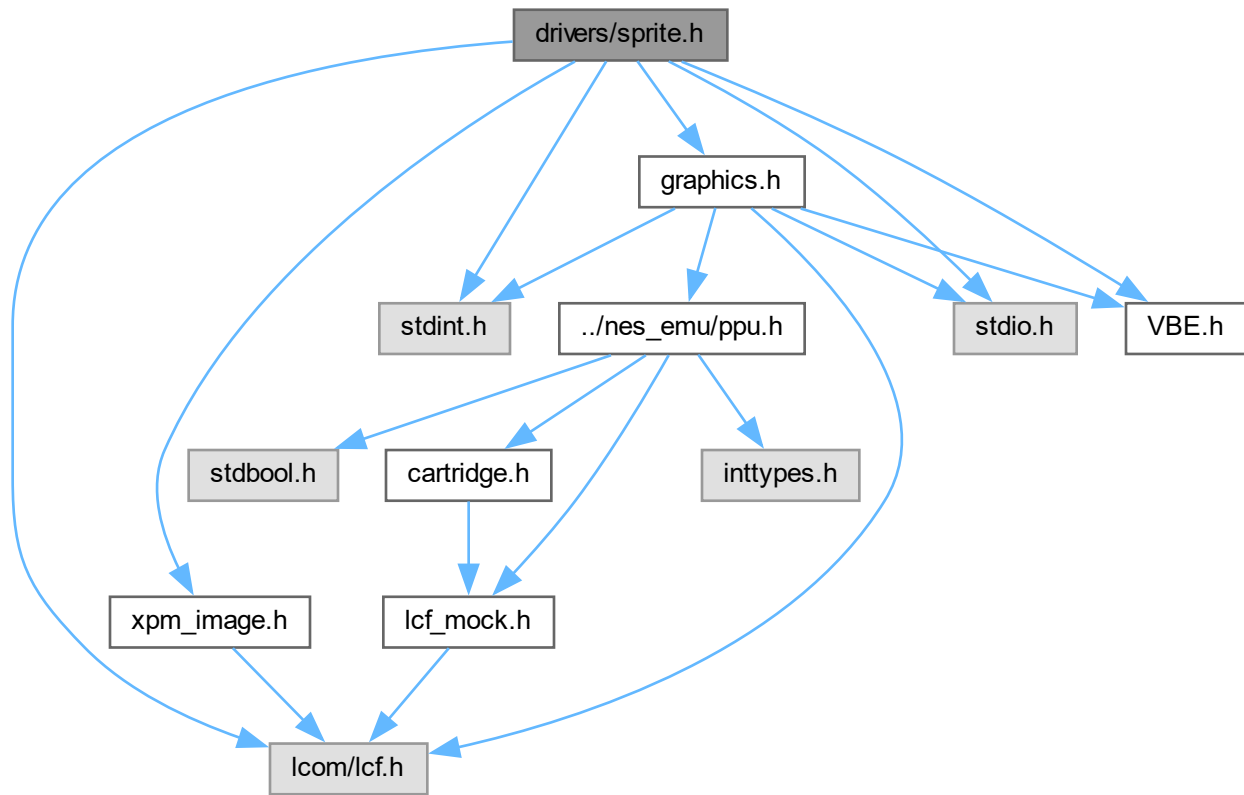 drivers/sprite.h
graphics.h
stdint.h
../nes_emu/ppu.h
stdio.h
VBE.h
stdbool.h
cartridge.h
inttypes.h
xpm_image.h
lcf_mock.h
lcom/lcf.h